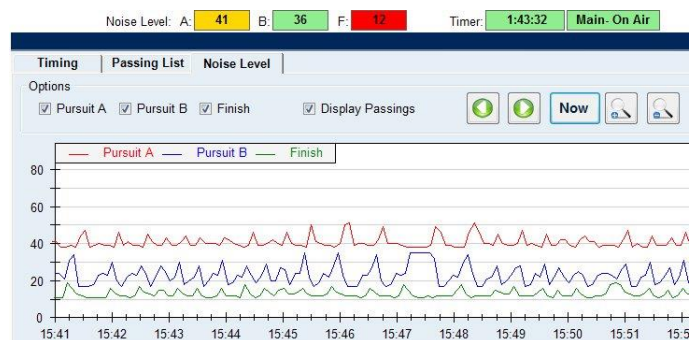 Noise Level: A: 41 B: 36 F: 12 Timer: 1:43:32 Main- On Air
Timing Passing List Noise Level
Options
Pursuit A Pursuit B Finish Display Passings Now
Pursuit A Pursuit B Finish
80
60
40
20
0
15:41 15:42 15:43 15:44 15:45 15:46 15:47 15:48 15:49 15:50 15:51